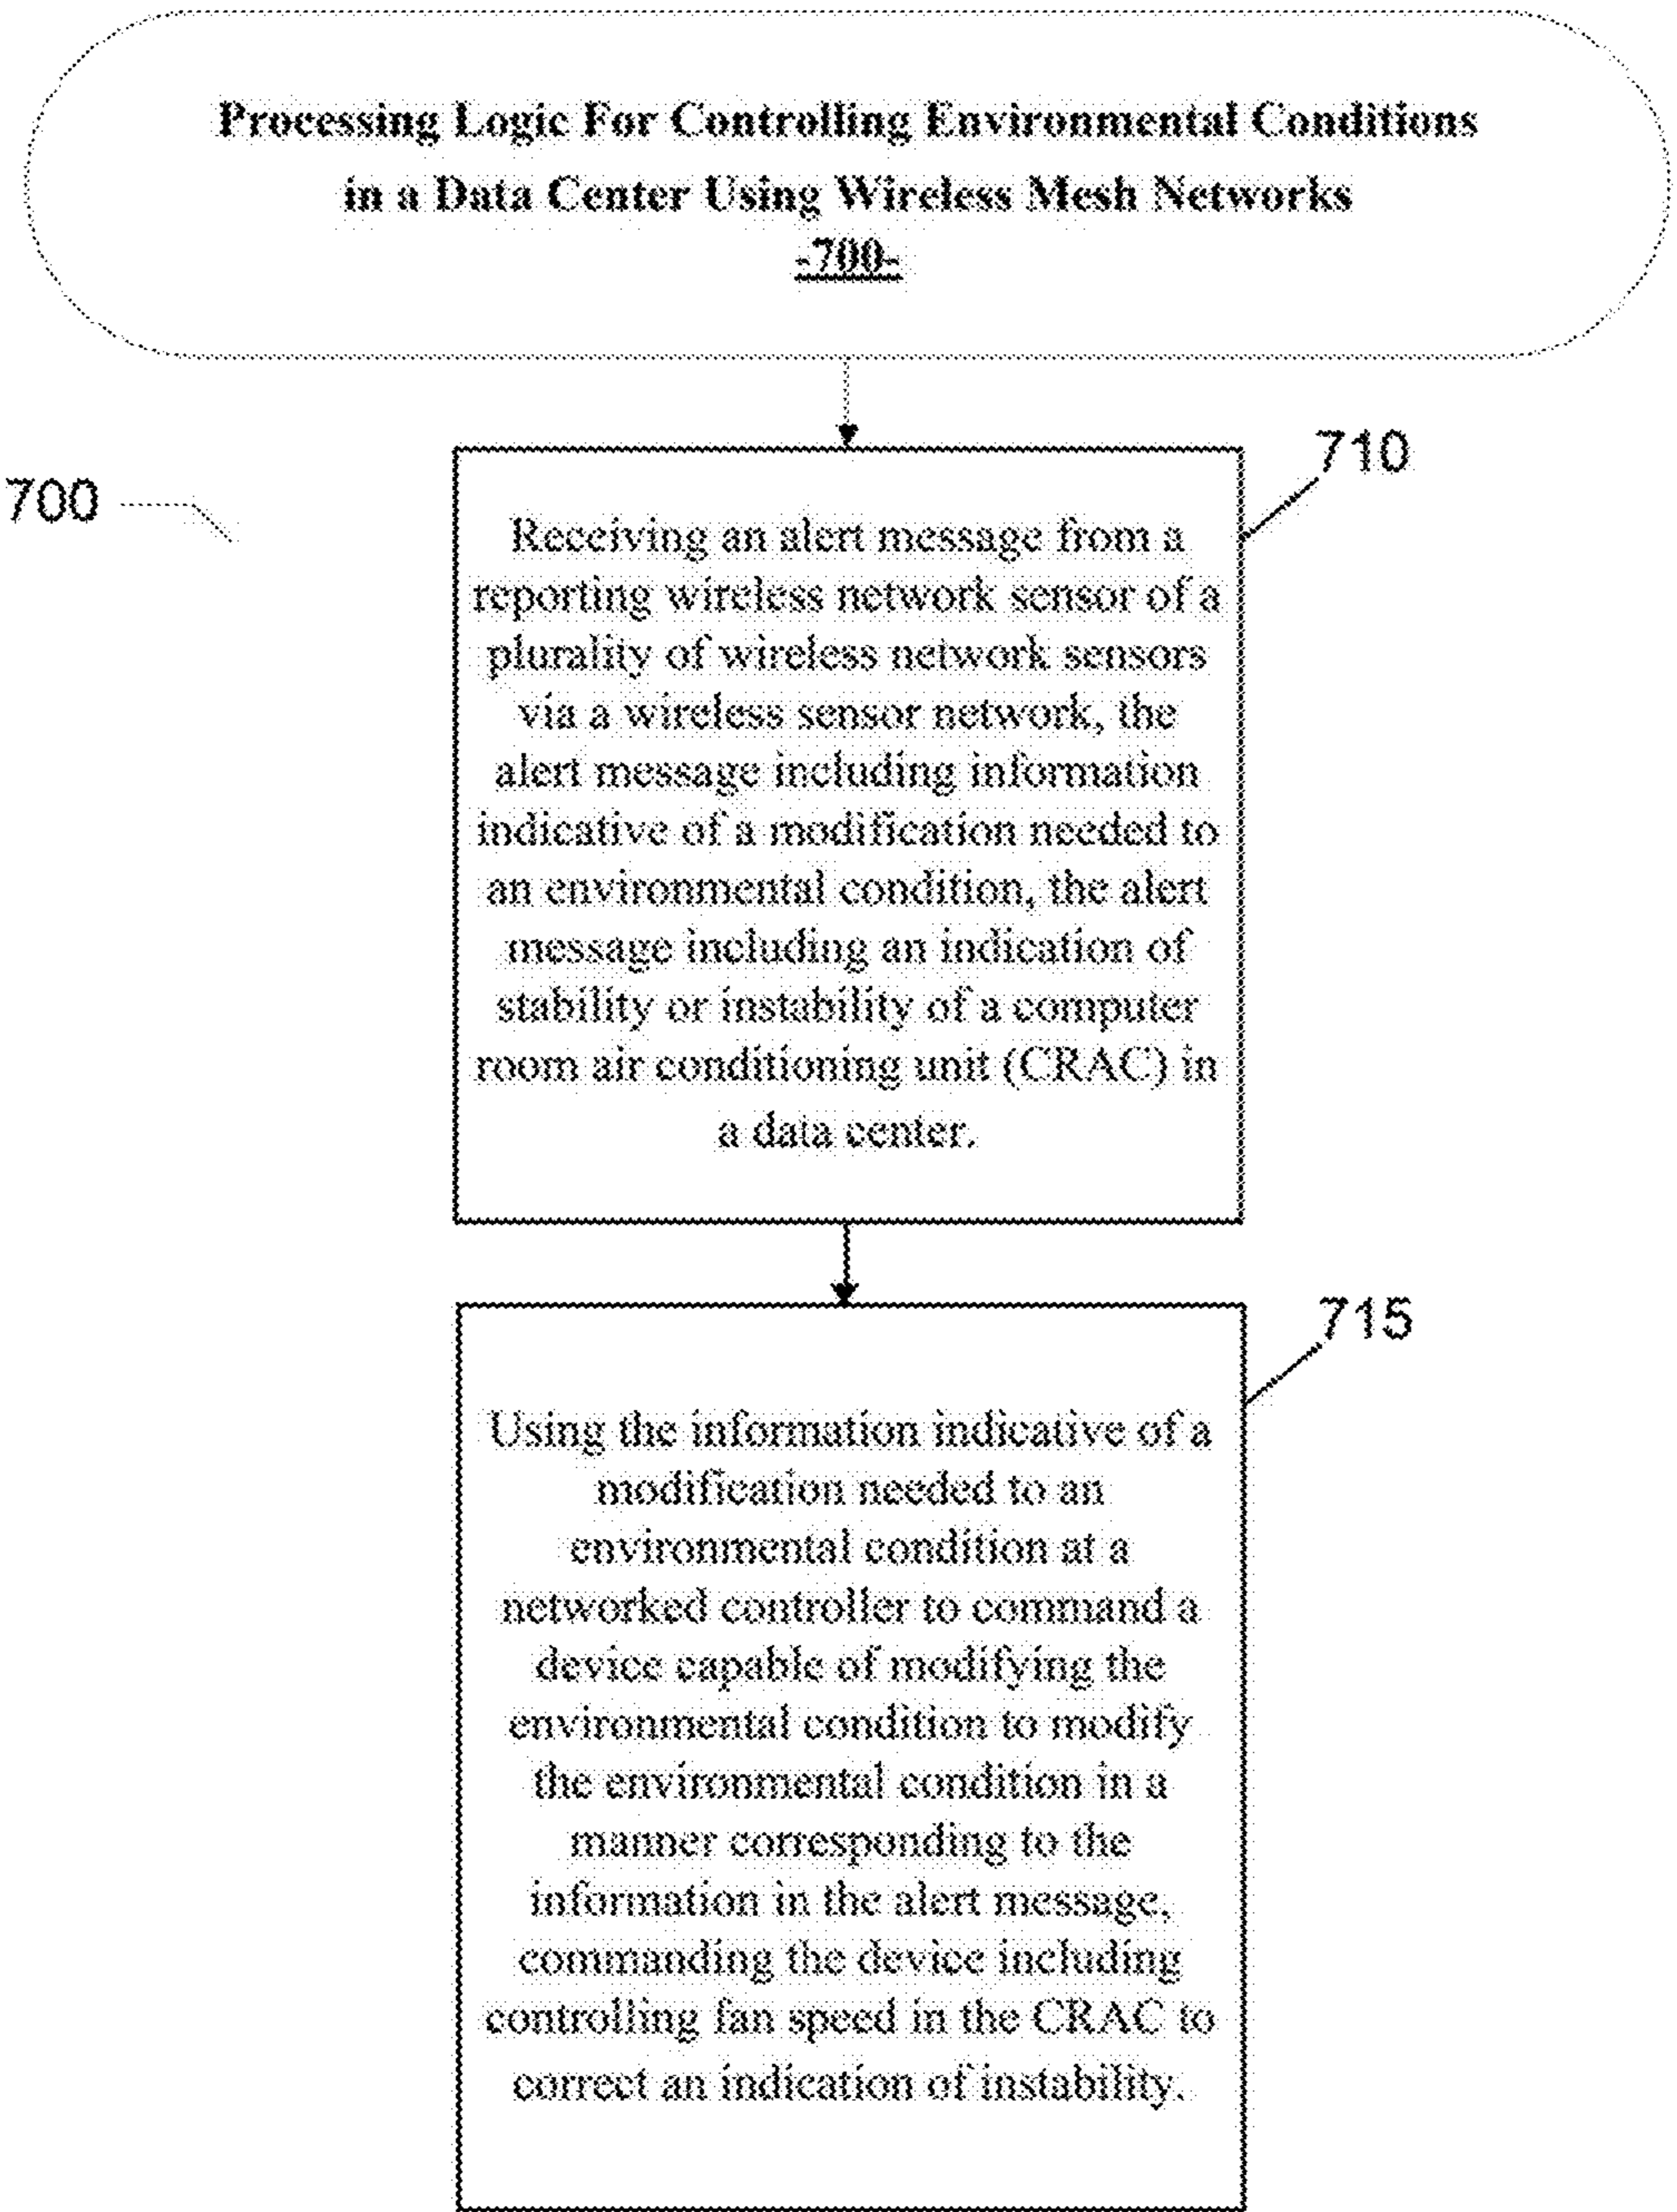 Processing Logic For Controlling Environmental Conditions
in a Data Center Using Wireless Mesh Networks
-700-
700
710
Receiving an alert message from a
reporting wireless network sensor of a
plurality of wireless network sensors
via a wireless sensor network, the
alert message including information
indicative of a modification needed to
an environmental condition, the alert
message including an indication of
stability or instability of a computer
room air conditioning unit (CRAC) in
a data center.
715
Using the information indicative of a
modification needed to an
environmental condition at a
networked controller to command a
device capable of modifying the
environmental condition to modify
the environmental condition in a
manner corresponding to the
information in the alert message,
commanding the device including
controlling fan speed in the CRAC to
correct an indication of instability.